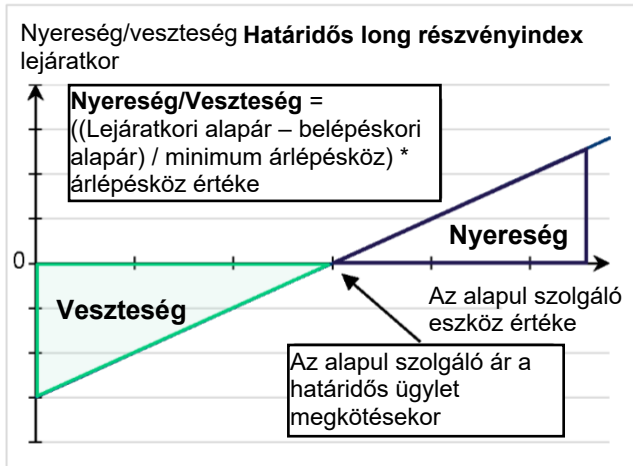 Nyereség/veszteség Határidős long részvényindex
lejáratkor
Nyereség/Veszteség =
((Lejáratkori alapár – belépéskori
alapár) / minimum árlépésköz) *
árlépésköz értéke
Nyereség
0
Veszteség
Az alapul szolgáló
eszköz értéke
Az alapul szolgáló ár a
határidős ügylet
megkötésekor